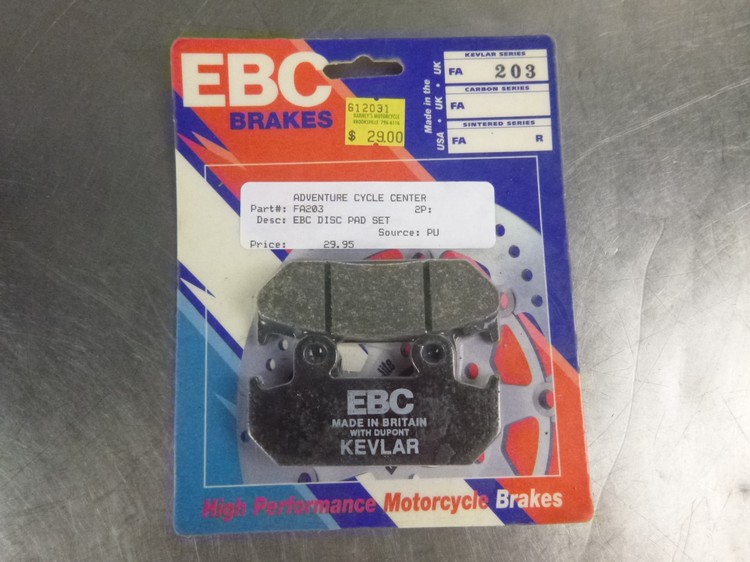 EBC
BRAKES
612031
$ 29.00
Made in the
USA • UK • UK
KEVLAR SERIES
FA 203
CARBON SERIES
FA
SINTERED SERIES
FA R
ADVENTURE CYCLE CENTER
Part#: FA203 2P:
Desc: EBC DISC PAD SET
Source: PU
Price: 29.95
EBC
MADE IN BRITAIN
WITH DUPONT
KEVLAR
High Performance Motorcycle Brakes